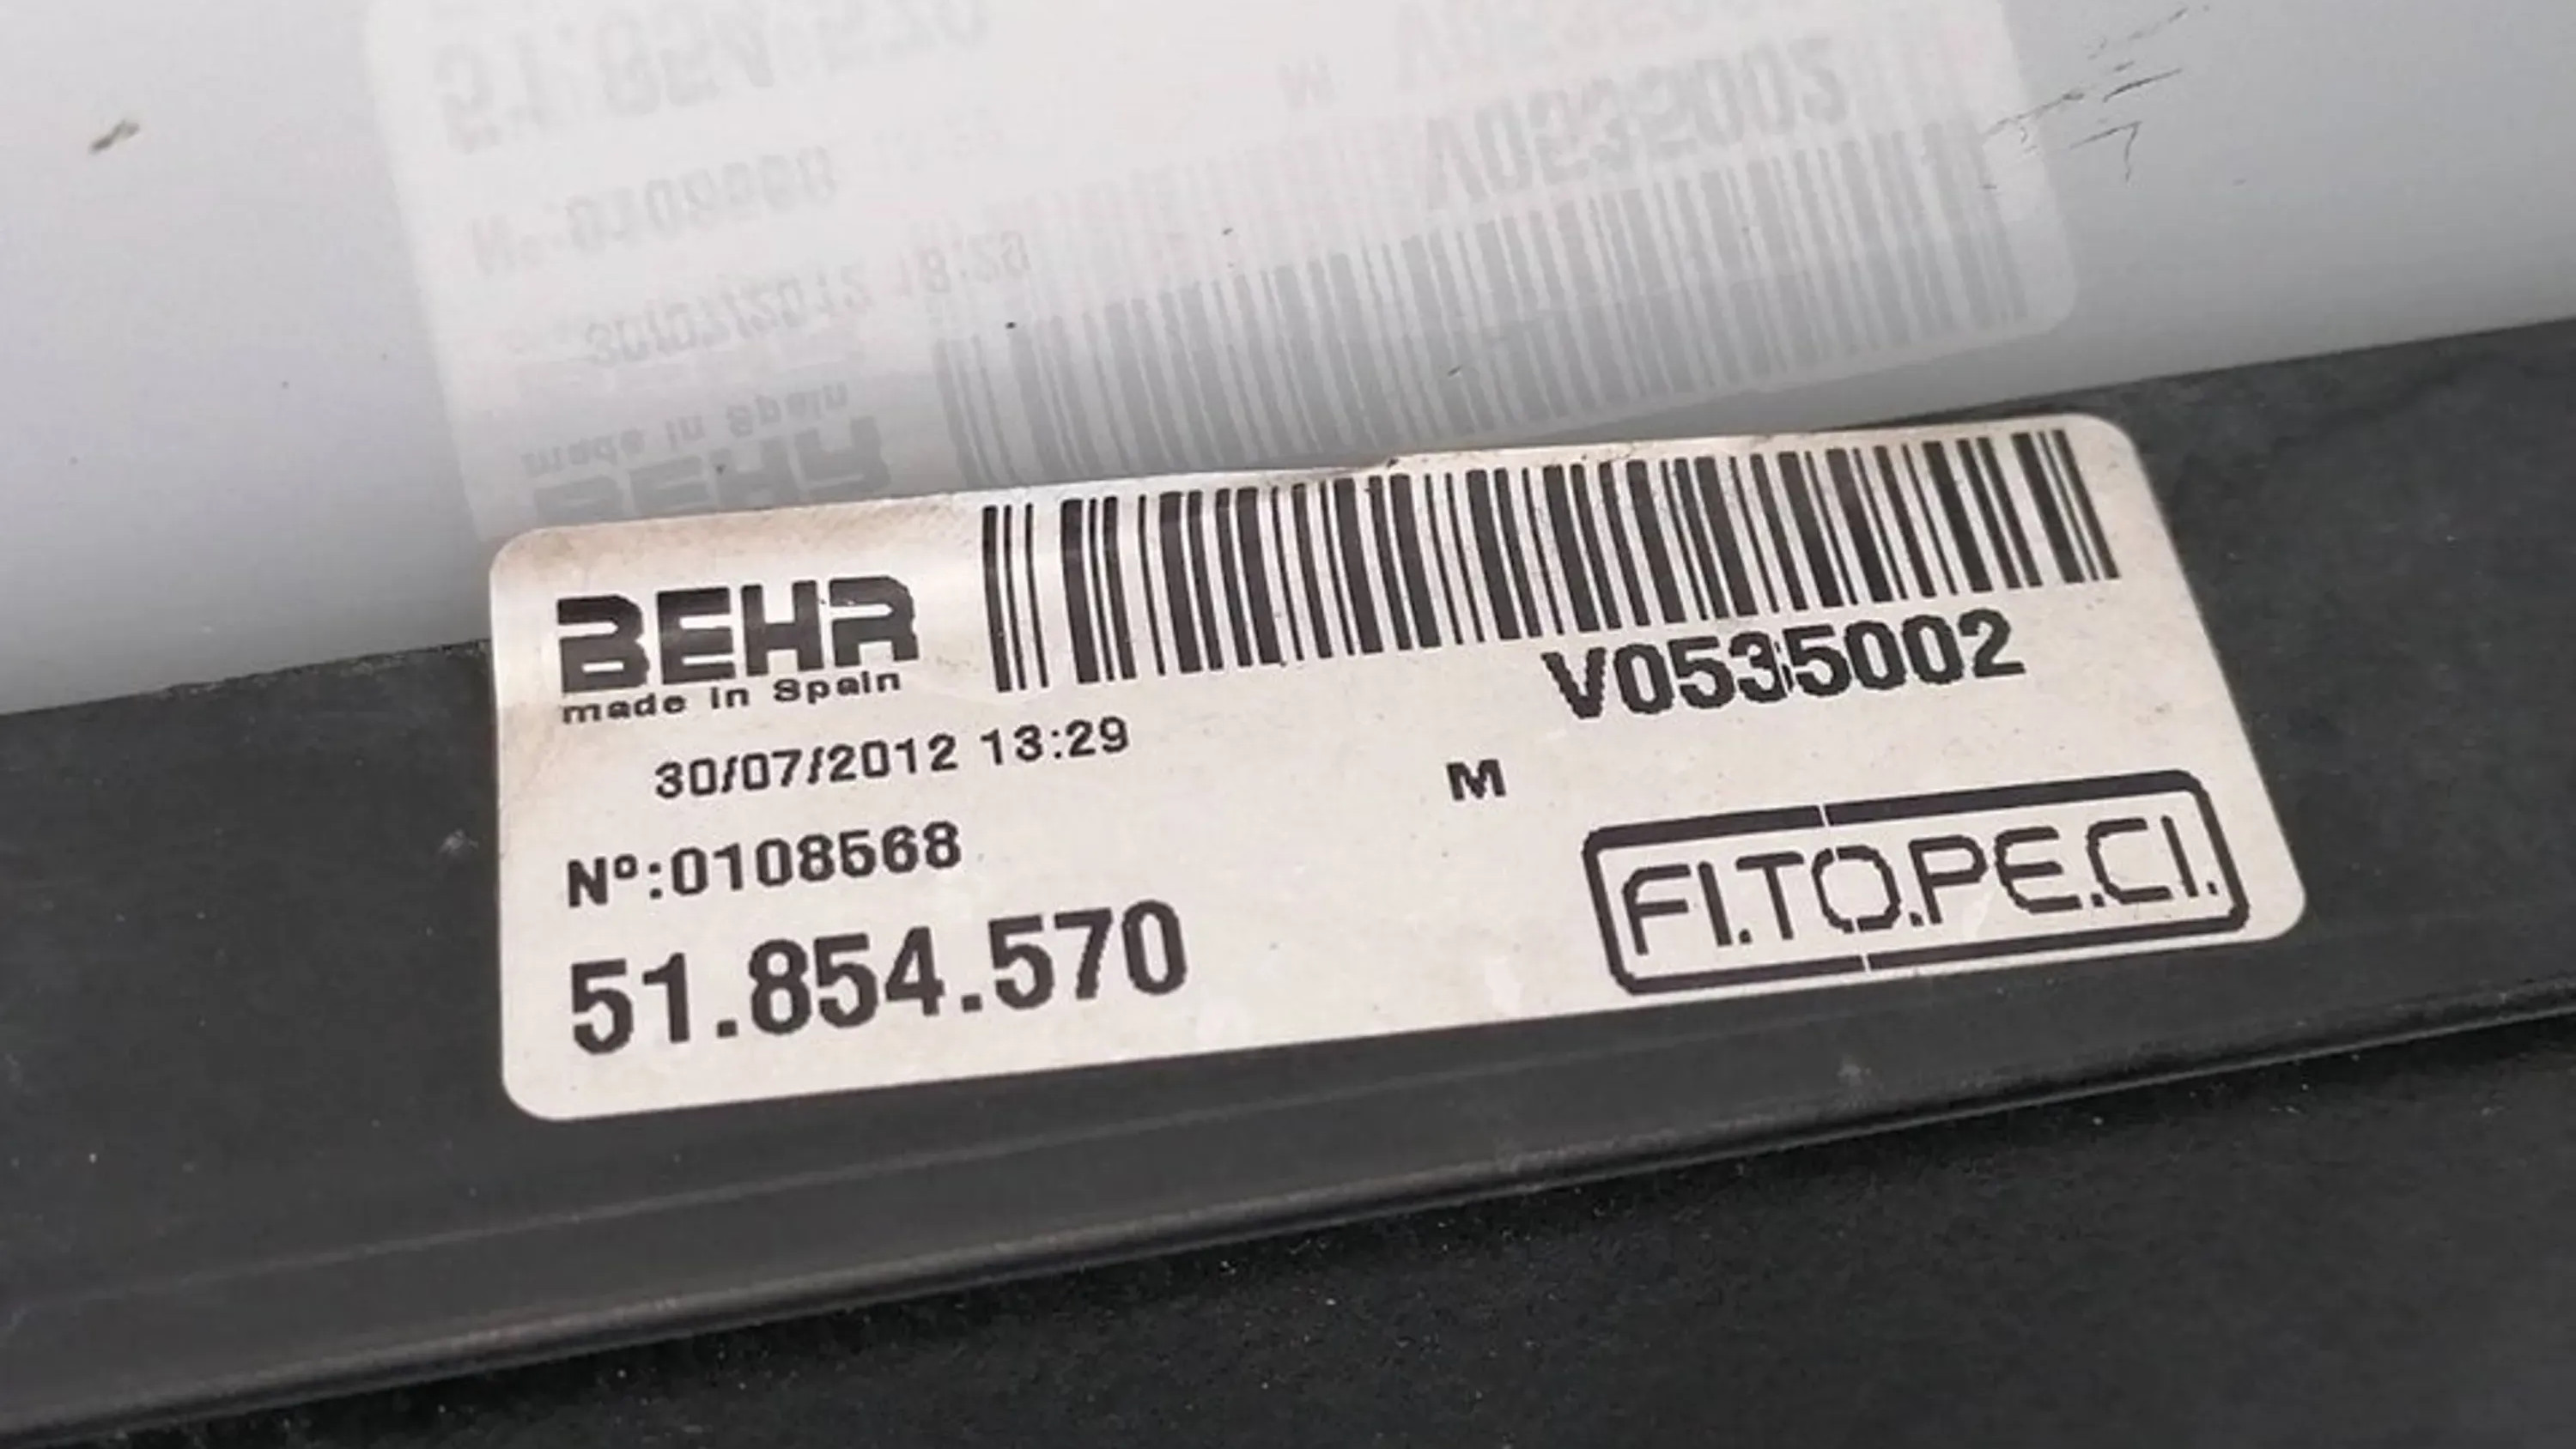 BEHR
made in Spain
V0535002
30/07/2012 13:29
M
Nº:0108568
FI.TO.PE.CI.
51.854.570